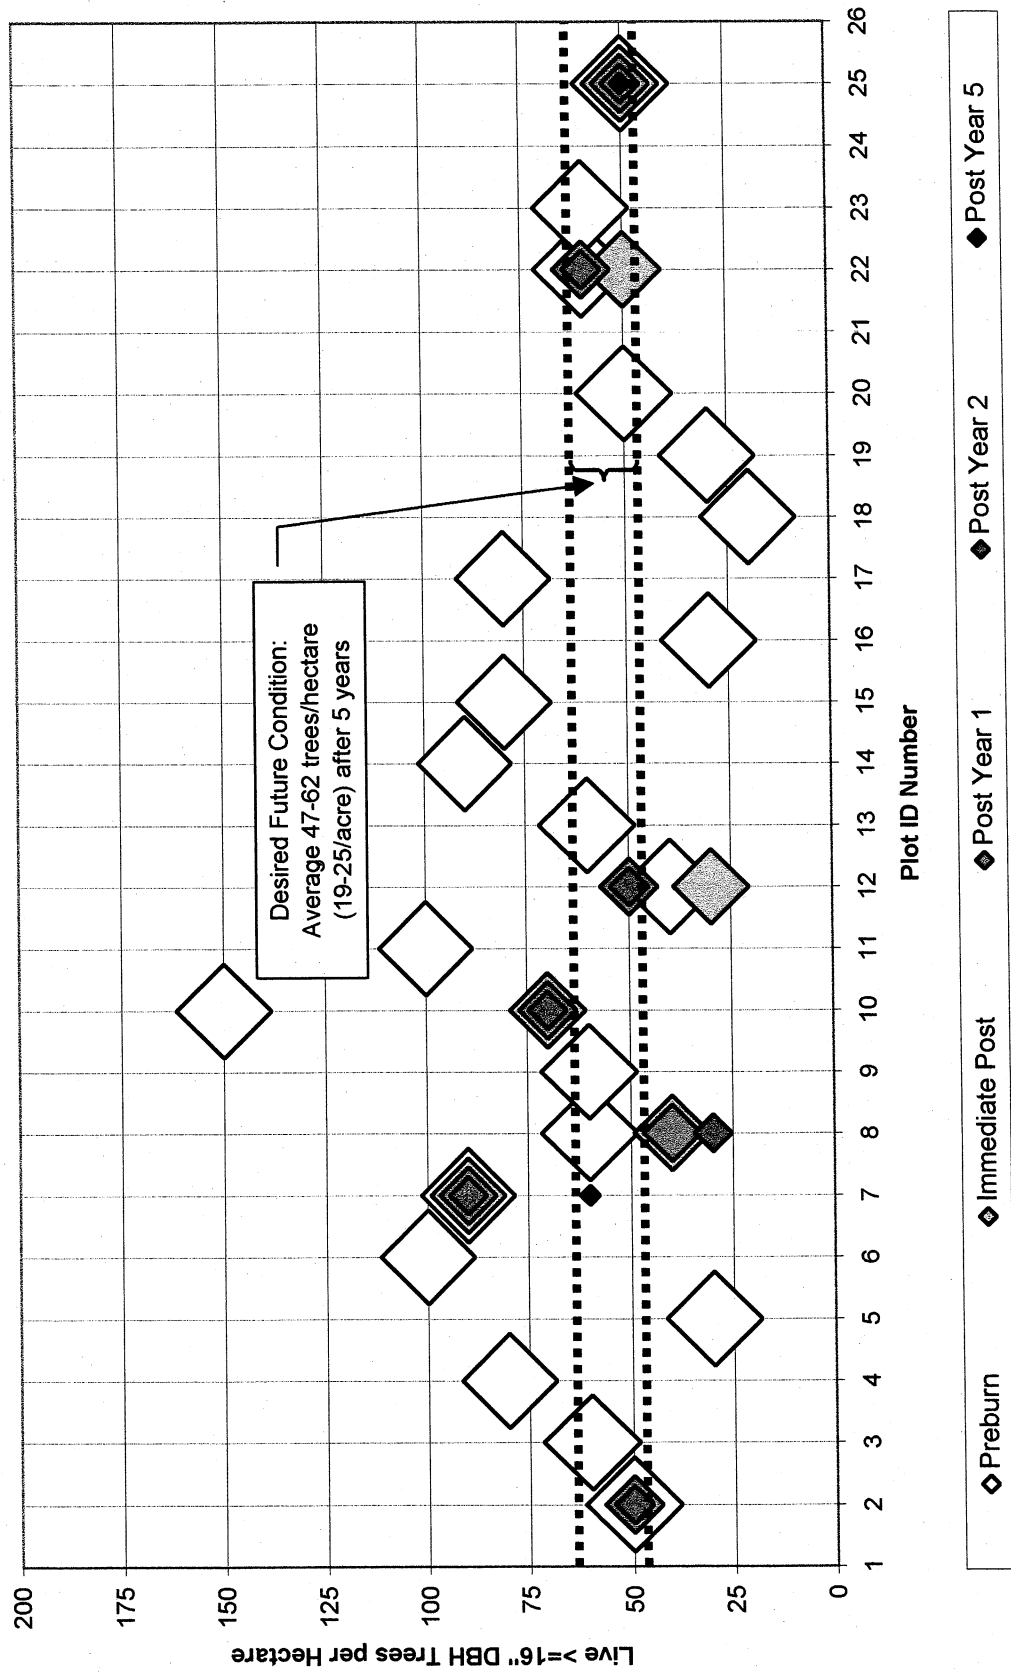 Live >=16" DBH Trees per Hectare
200
175
150
125
100
75
50
25
0
Desired Future Condition:
Average 47-62 trees/hectare
(19-25/acre) after 5 years
1 2 3 4 5 6 7 8 9 10 11 12 13 14 15 16 17 18 19 20 21 22 23 24 25 26
Plot ID Number
Preburn Immediate Post Post Year 1 Post Year 2 Post Year 5